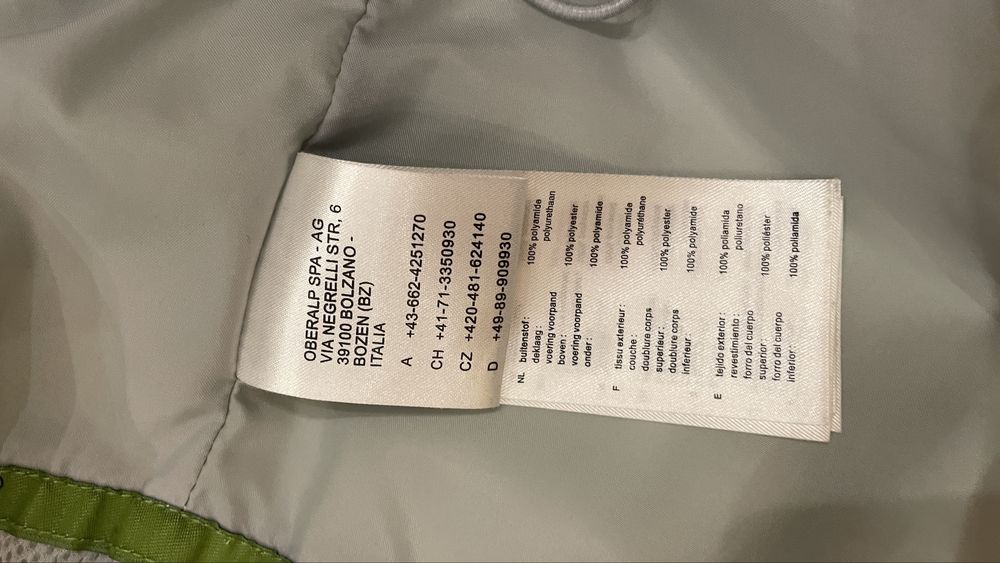 OBERALP SPA - AG
VIA NEGRELLI STR, 6
39100 BOLZANO -
BOZEN (BZ)
ITALIA
A +43-662-4251270
CH +41-71-3350930
CZ +420-481-624140
D +49-89-909930
NL buitenstof : 100% polyamide
deklaag : polyurethaan
voering voorpand
boven : 100% polyester
voering voorpand
onder : 100% polyamide
F tissu exterieur : 100% polyamide
couche : polyuréthane
doublure corps
superieur : 100% polyester
doublure corps
inferieur : 100% polyamide
E tejido exterior : 100% poliamida
revestimiento : poliuretano
forro del cuerpo
superior : 100% poliéster
forro del cuerpo
inferior : 100% poliamida